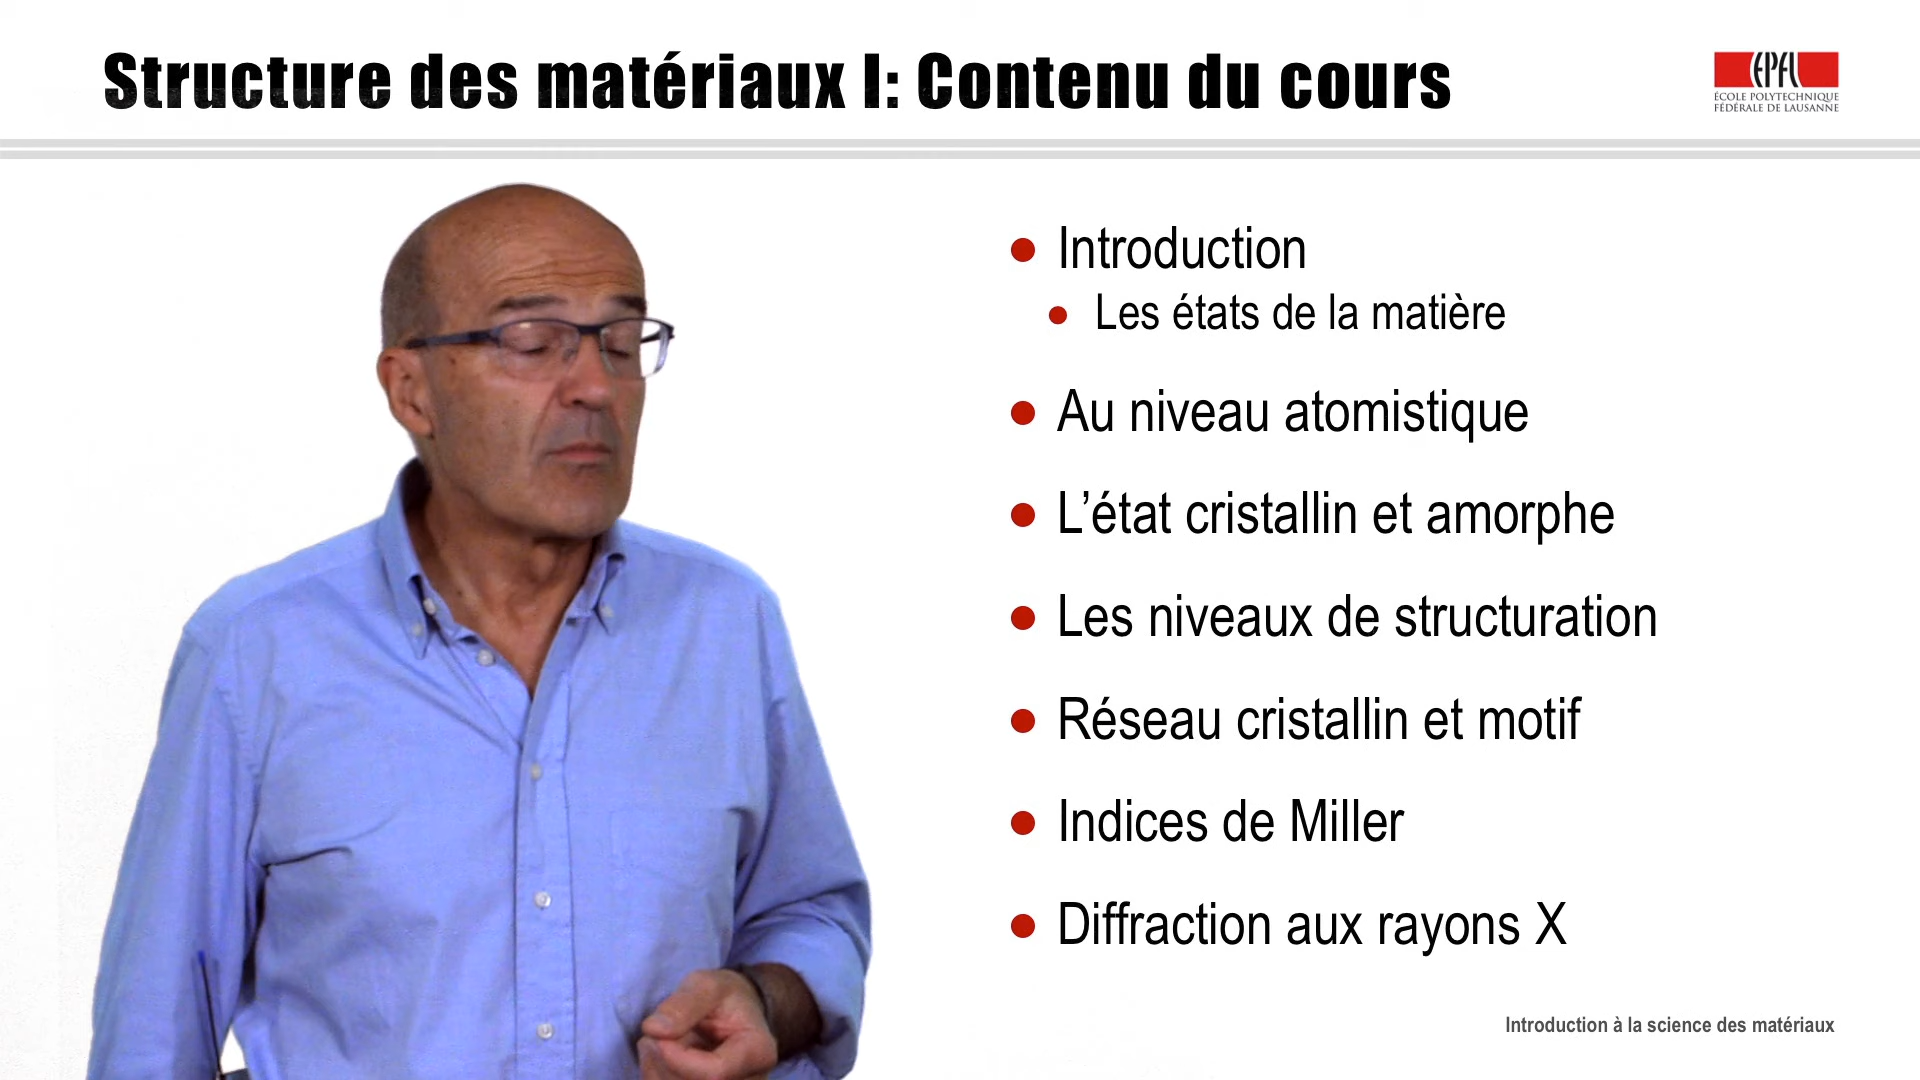 Structure des matériaux I: Contenu du cours
EPFL
ÉCOLE POLYTECHNIQUE
FÉDÉRALE DE LAUSANNE
Introduction
Les états de la matière
Au niveau atomistique
L’état cristallin et amorphe
Les niveaux de structuration
Réseau cristallin et motif
Indices de Miller
Diffraction aux rayons X
Introduction à la science des matériaux